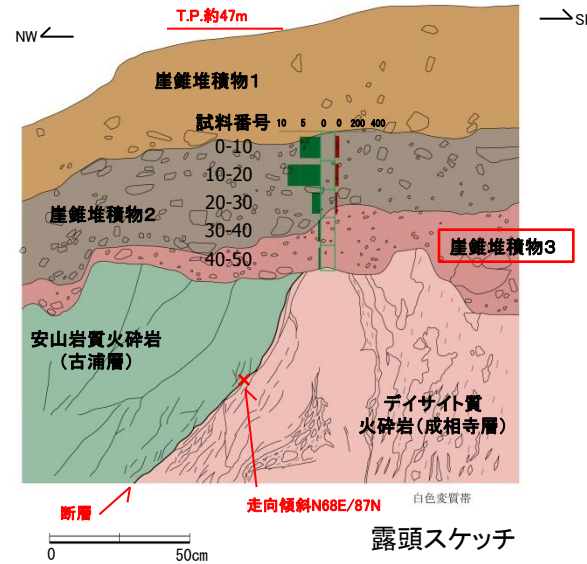 T.P.約47m
NW
SE
崖錐堆積物1
試料番号 10 5 0 0 200 400
0-10
10-20
崖錐堆積物2
20-30
30-40
崖錐堆積物3
40-50
安山岩質火砕岩
(古浦層)
デイサイト質
火砕岩(成相寺層)
白色変質帯
断層
走向傾斜N68E/87N
露頭スケッチ
0 50cm